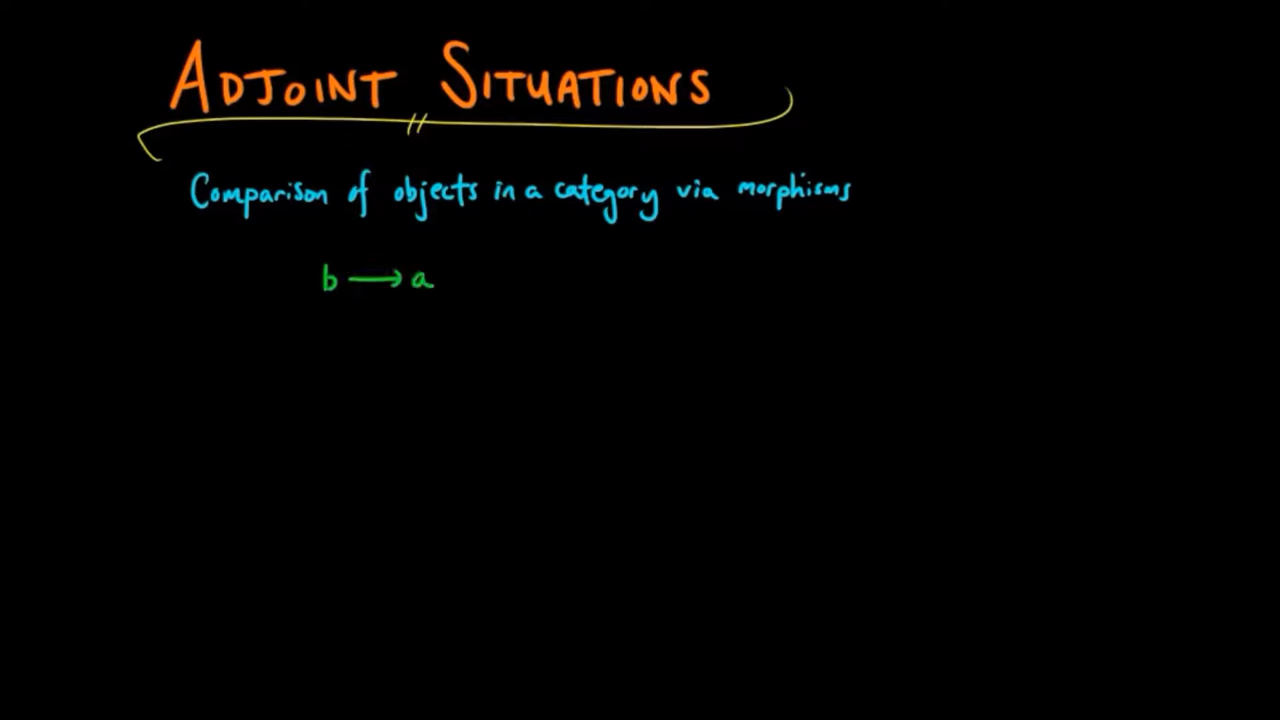 ADJOINT SITUATIONS
Comparison of objects in a category via morphisms
b ⟶ a